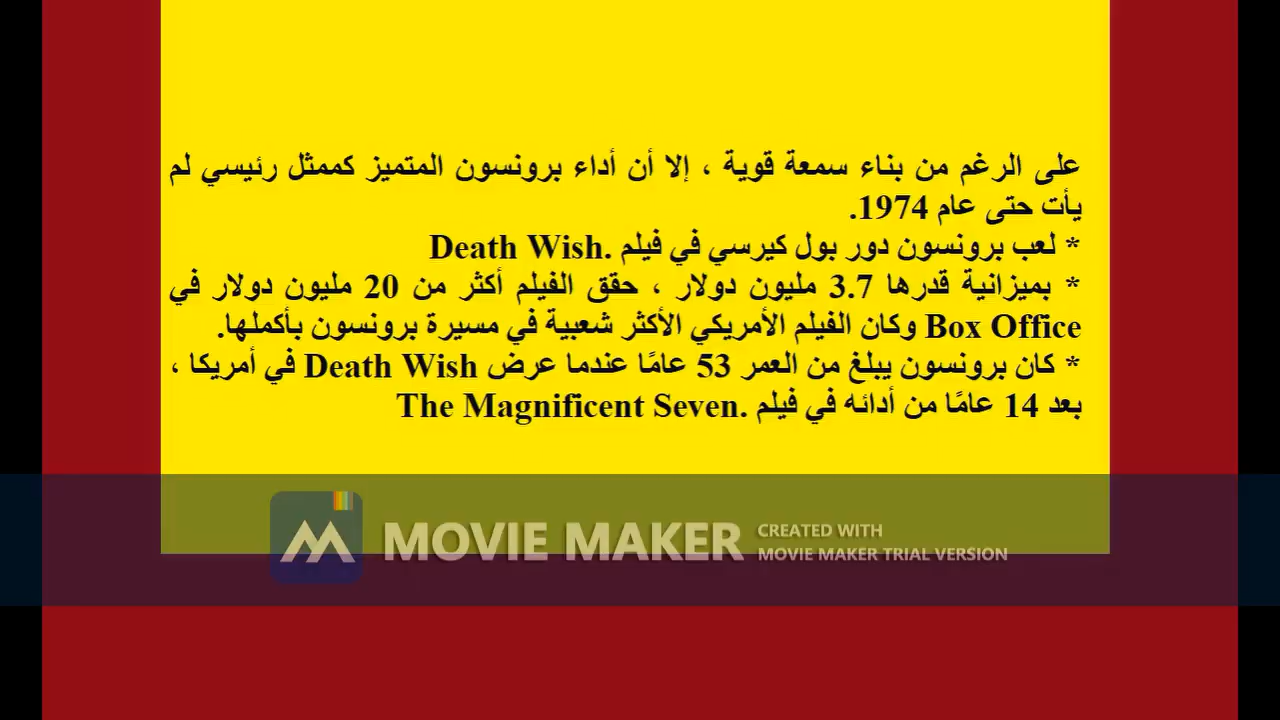 على الرغم من بناء سمعة قوية ، إلا أن أداء برونسون المتميز كممثل رئيسي لم
يأت حتى عام 1974.
* لعب برونسون دور بول كيرسي في فيلم .Death Wish
* بميزانية قدرها 3.7 مليون دولار ، حقق الفيلم أكثر من 20 مليون دولار في
Box Office وكان الفيلم الأمريكي الأكثر شعبية في مسيرة برونسون بأكملها.
* كان برونسون يبلغ من العمر 53 عامًا عندما عرض Death Wish في أمريكا ،
بعد 14 عامًا من أدائه في فيلم .The Magnificent Seven
MOVIE MAKER
CREATED WITH
MOVIE MAKER TRIAL VERSION